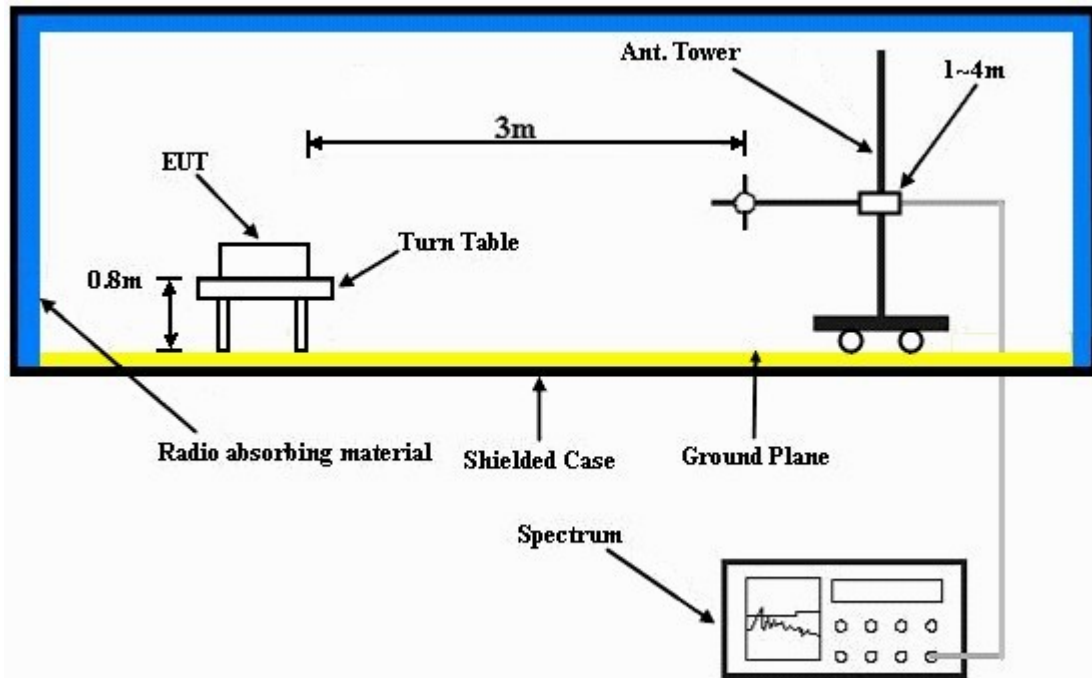 Ant. Tower
1~4m
3m
EUT
Turn Table
0.8m
Radio absorbing material
Shielded Case
Ground Plane
Spectrum